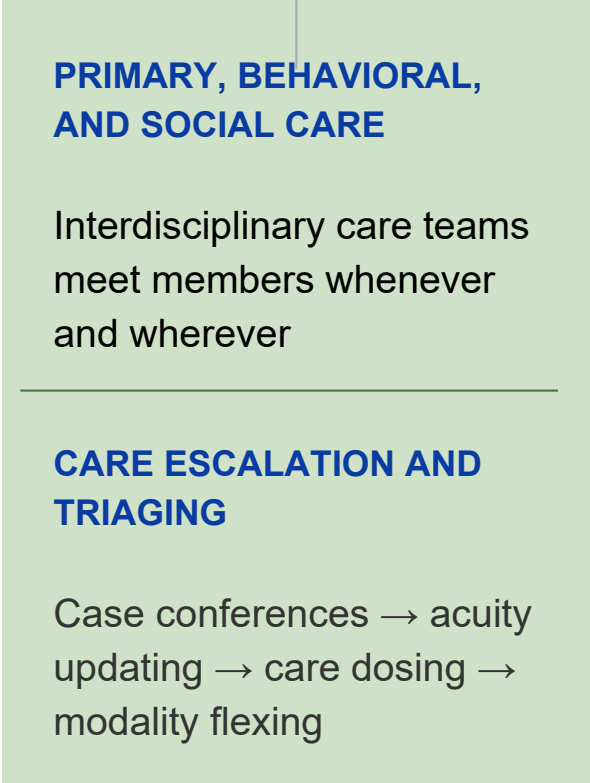 PRIMARY, BEHAVIORAL,
AND SOCIAL CARE
Interdisciplinary care teams
meet members whenever
and wherever
CARE ESCALATION AND
TRIAGING
Case conferences → acuity
updating → care dosing →
modality flexing